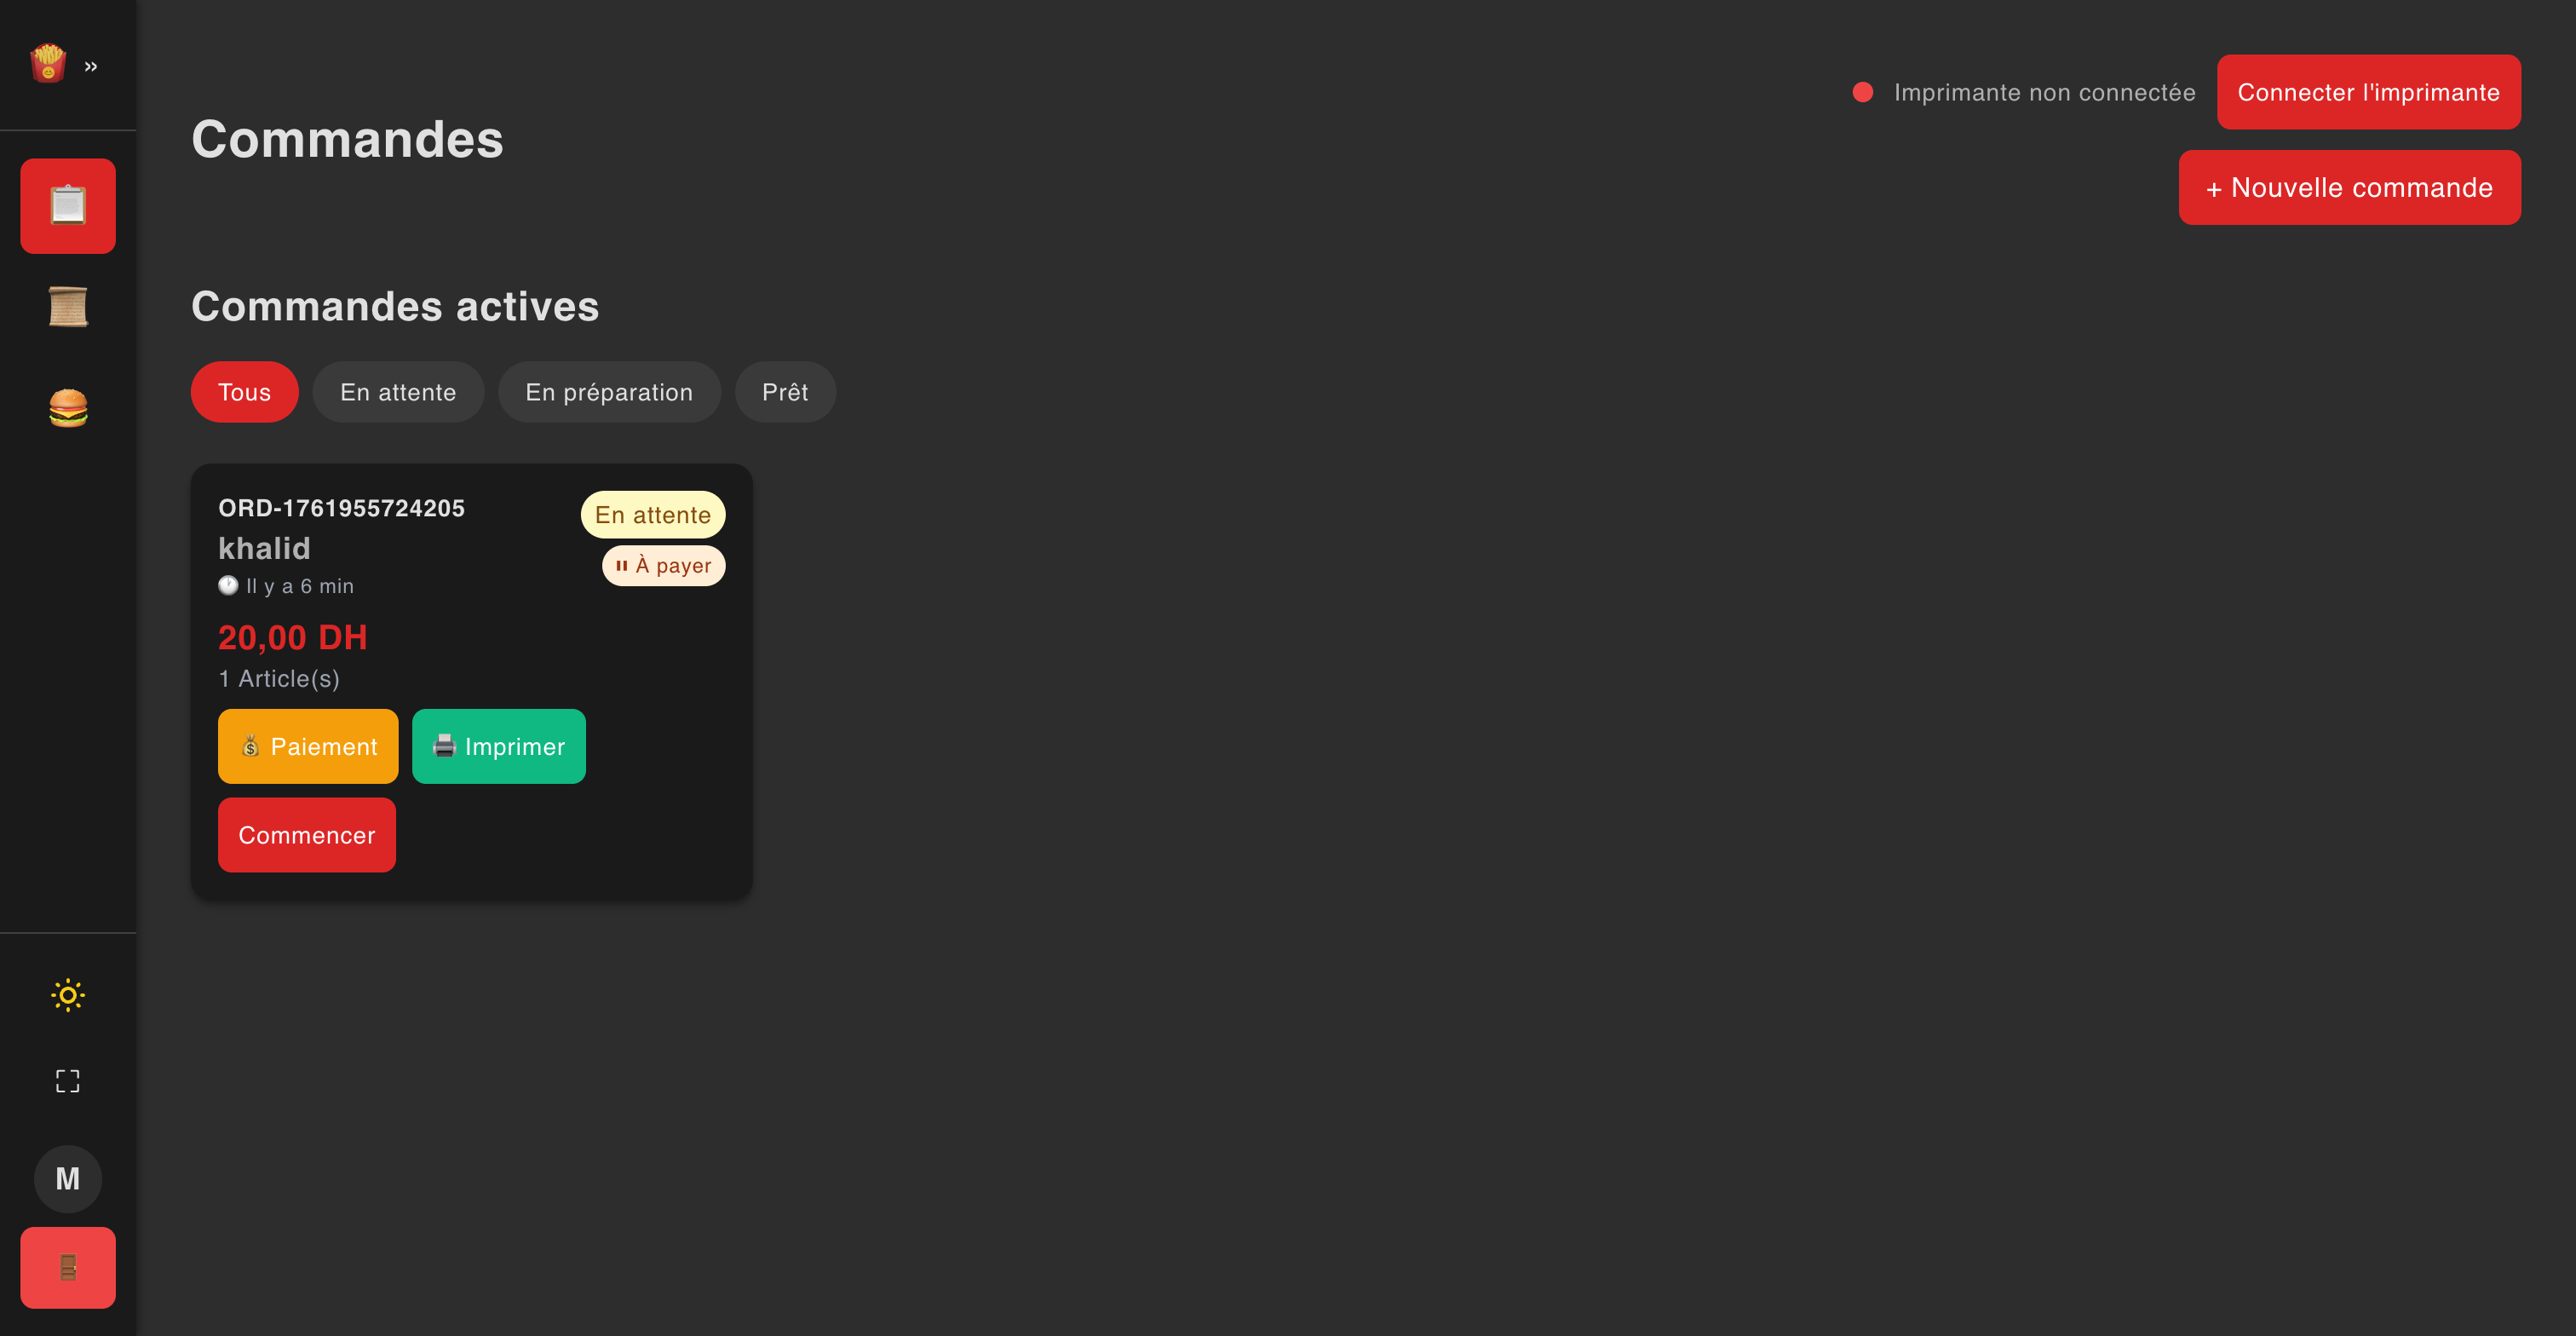 »
Imprimante non connectée
Connecter l'imprimante
Commandes
+ Nouvelle commande
Commandes actives
Tous
En attente
En préparation
Prêt
ORD-1761955724205
En attente
khalid
À payer
Il y a 6 min
20,00 DH
1 Article(s)
Paiement
Imprimer
Commencer
M